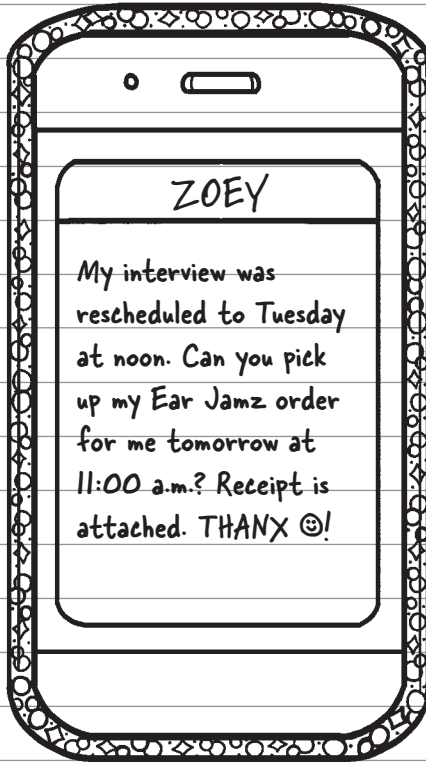 ZOEY
My interview was
rescheduled to Tuesday
at noon. Can you pick
up my Ear Jamz order
for me tomorrow at
11:00 a.m.? Receipt is
attached. THANX ☺!